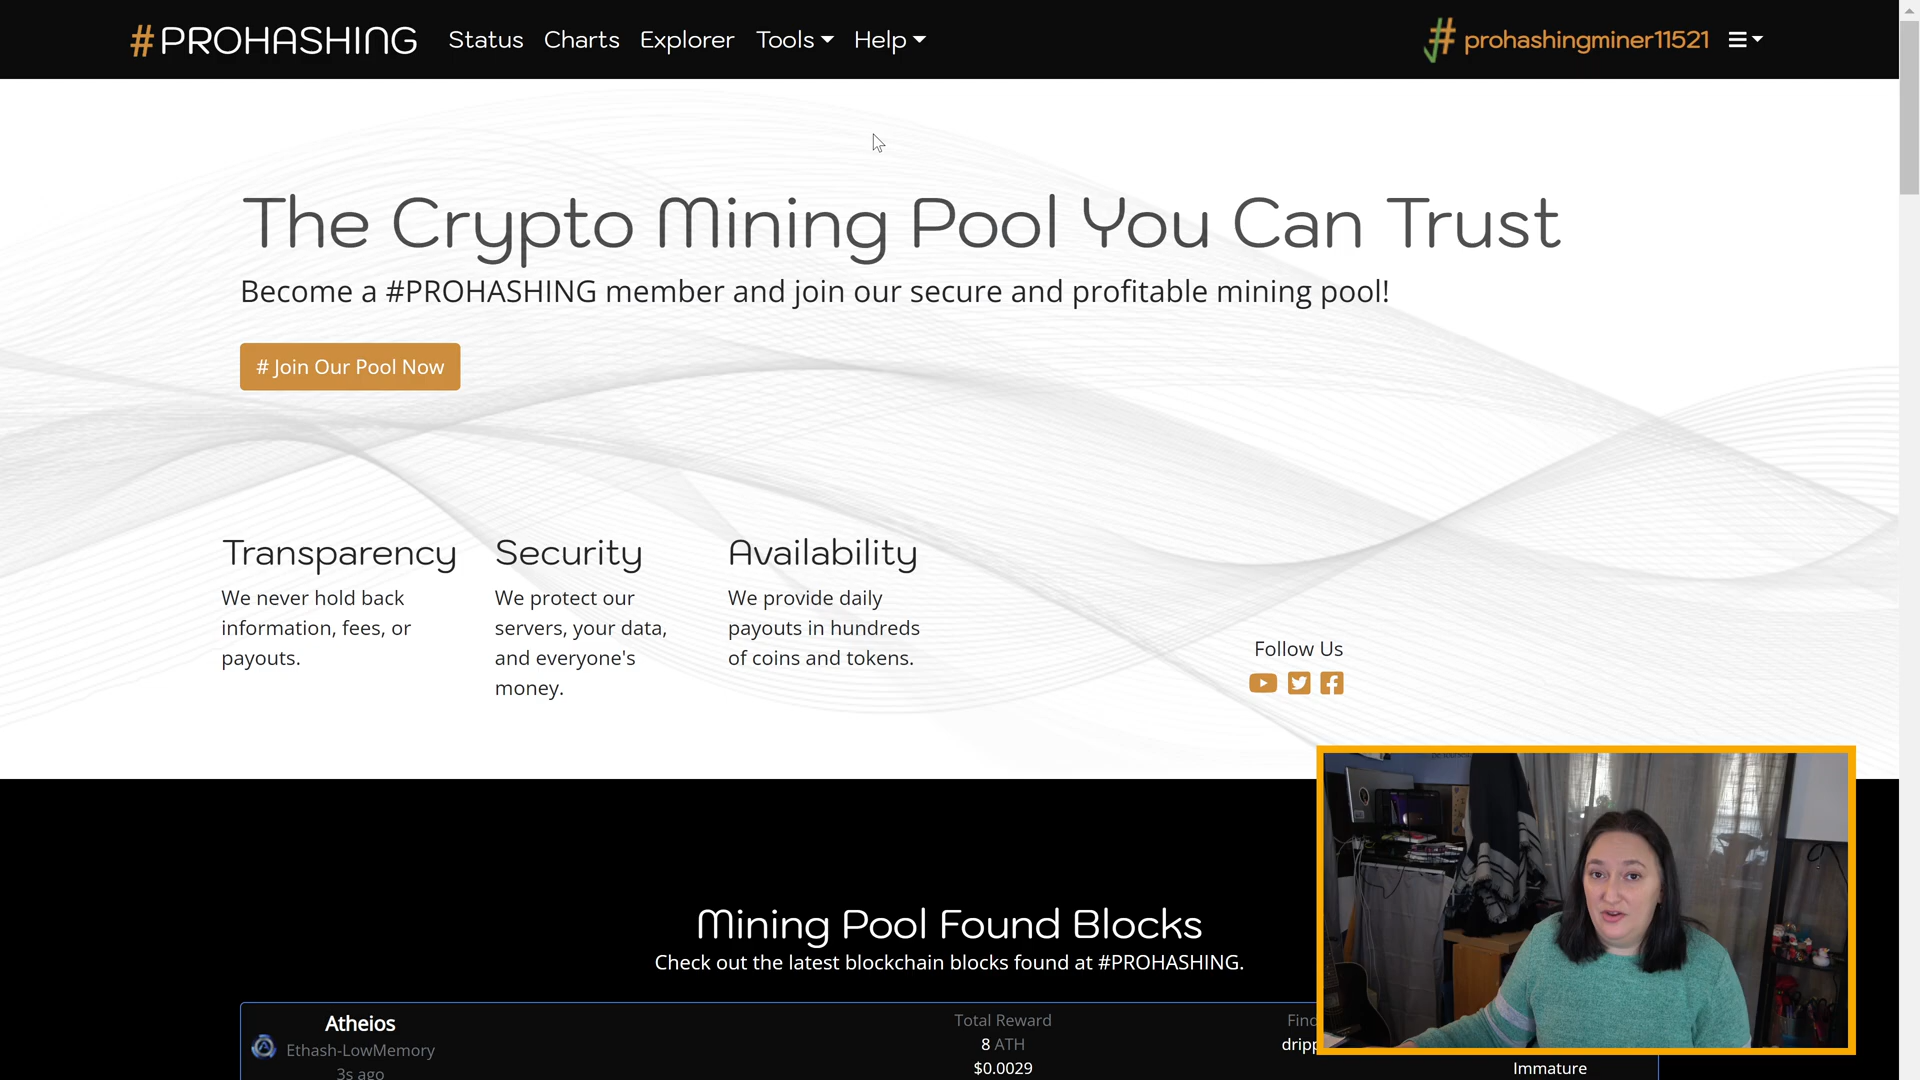 #PROHASHING Status Charts Explorer Tools Help prohashingminer11521
The Crypto Mining Pool You Can Trust
Become a #PROHASHING member and join our secure and profitable mining pool!
# Join Our Pool Now
Transparency
We never hold back
information, fees, or
payouts.
Security
We protect our
servers, your data,
and everyone's
money.
Availability
We provide daily
payouts in hundreds
of coins and tokens.
Follow Us
Mining Pool Found Blocks
Check out the latest blockchain blocks found at #PROHASHING.
Atheios
Ethash-LowMemory
3s ago
Total Reward
8 ATH
$0.0029
Immature